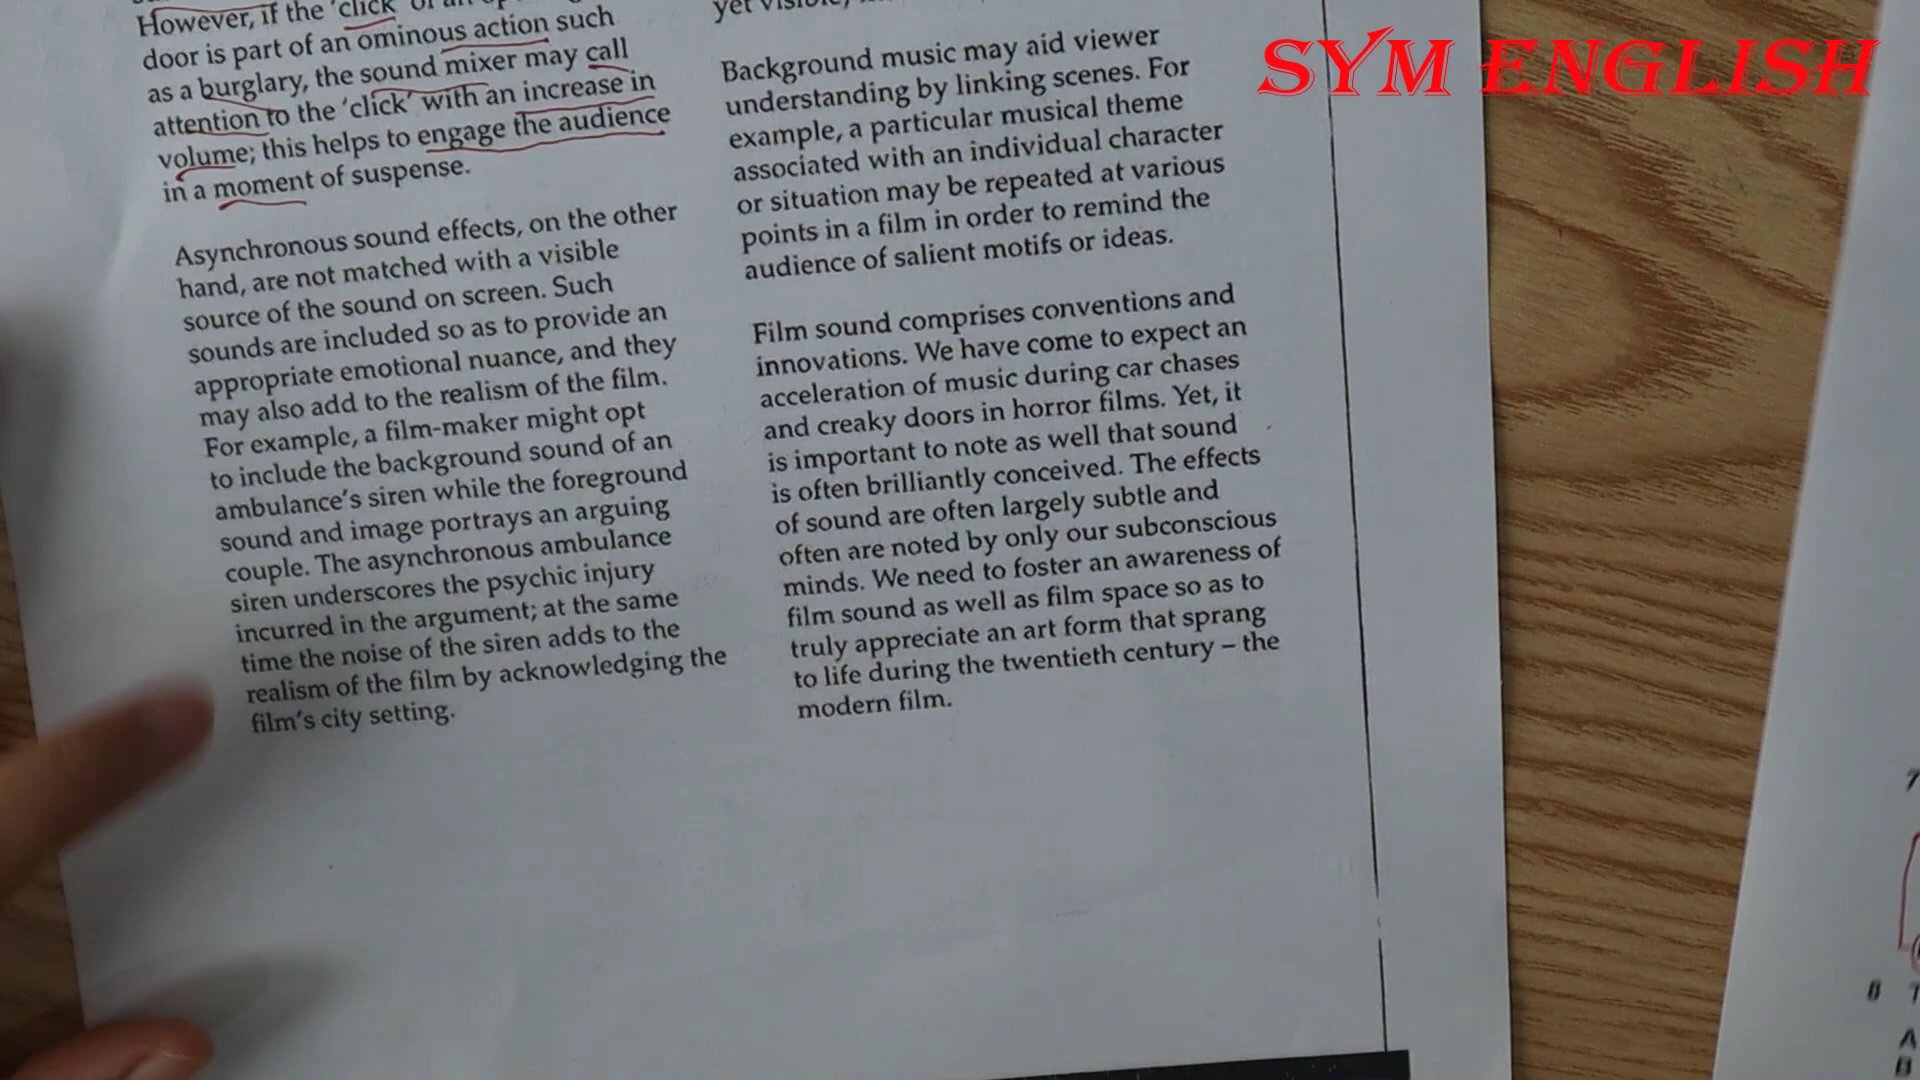 However, if the 'click' of an
door is part of an ominous action such
as a burglary, the sound mixer may call
attention to the 'click' with an increase in
volume; this helps to engage the audience
in a moment of suspense.
Asynchronous sound effects, on the other
hand, are not matched with a visible
source of the sound on screen. Such
sounds are included so as to provide an
appropriate emotional nuance, and they
may also add to the realism of the film.
For example, a film-maker might opt
to include the background sound of an
ambulance's siren while the foreground
sound and image portrays an arguing
couple. The asynchronous ambulance
siren underscores the psychic injury
incurred in the argument; at the same
time the noise of the siren adds to the
realism of the film by acknowledging the
film's city setting.
yet
Background music may aid viewer
understanding by linking scenes. For
example, a particular musical theme
associated with an individual character
or situation may be repeated at various
points in a film in order to remind the
audience of salient motifs or ideas.
Film sound comprises conventions and
innovations. We have come to expect an
acceleration of music during car chases
and creaky doors in horror films. Yet, it
is important to note as well that sound
is often brilliantly conceived. The effects
of sound are often largely subtle and
often are noted by only our subconscious
minds. We need to foster an awareness of
film sound as well as film space so as to
truly appreciate an art form that sprang
to life during the twentieth century – the
modern film.
SYM ENGLISH
7
8
A
B